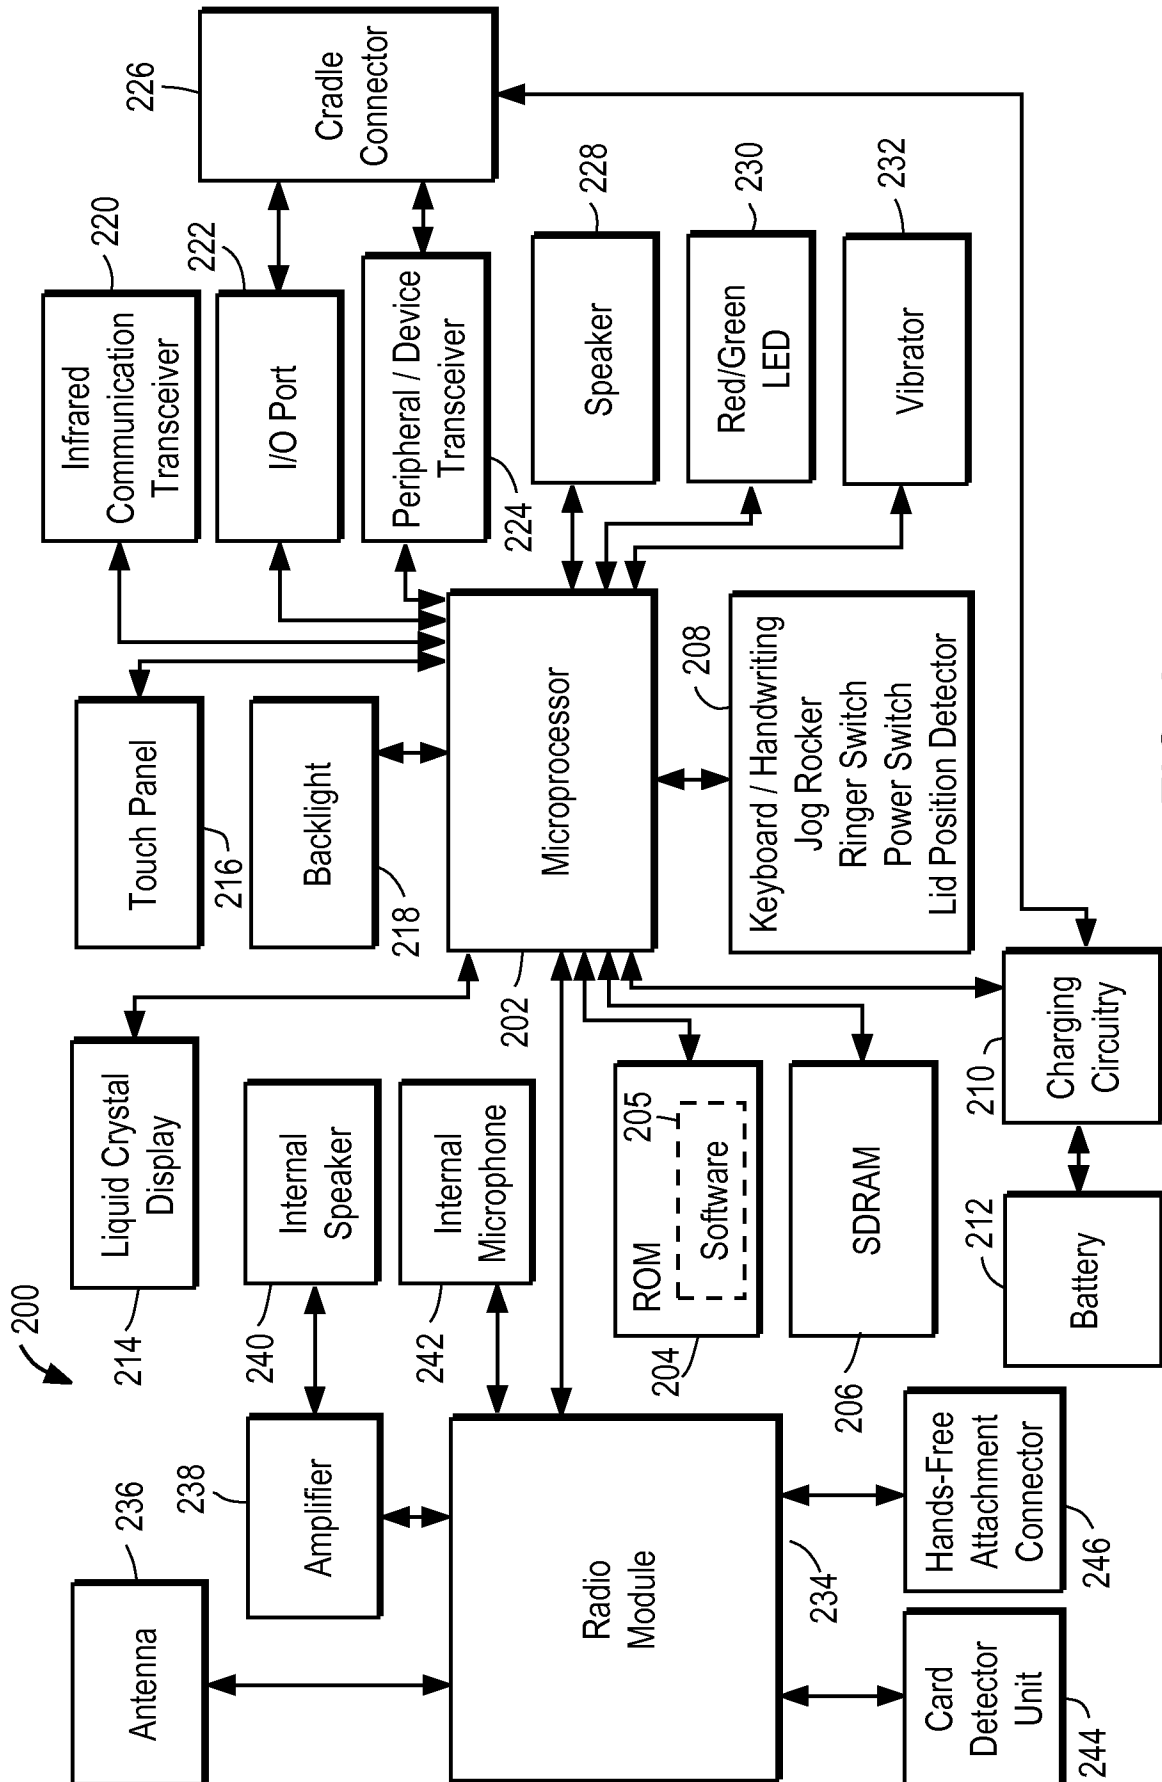 200
Antenna
236
Amplifier
238
Liquid Crystal
Display
214
Internal
Speaker
240
Internal
Microphone
242
Touch Panel
216
Backlight
218
Infrared
Communication
Transceiver
220
I/O Port
222
Peripheral / Device
Transceiver
224
Cradle
Connector
226
Radio
Module
234
Microprocessor
202
Speaker
228
Red/Green
LED
230
Vibrator
232
ROM
205
Software
204
SDRAM
206
Keyboard / Handwriting
Jog Rocker
Ringer Switch
Power Switch
Lid Position Detector
208
Card
Detector
Unit
244
Hands-Free
Attachment
Connector
246
Battery
212
Charging
Circuitry
210